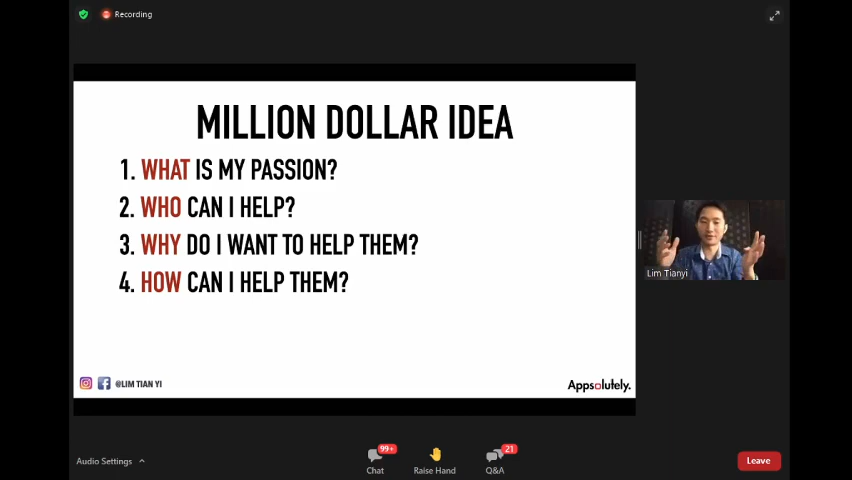 Recording
MILLION DOLLAR IDEA
1. WHAT IS MY PASSION?
2. WHO CAN I HELP?
3. WHY DO I WANT TO HELP THEM?
4. HOW CAN I HELP THEM?
Lim Tianyi
@LIM TIAN YI
Appsolutely.
99+
21
Audio Settings
Chat
Raise Hand
Q&A
Leave